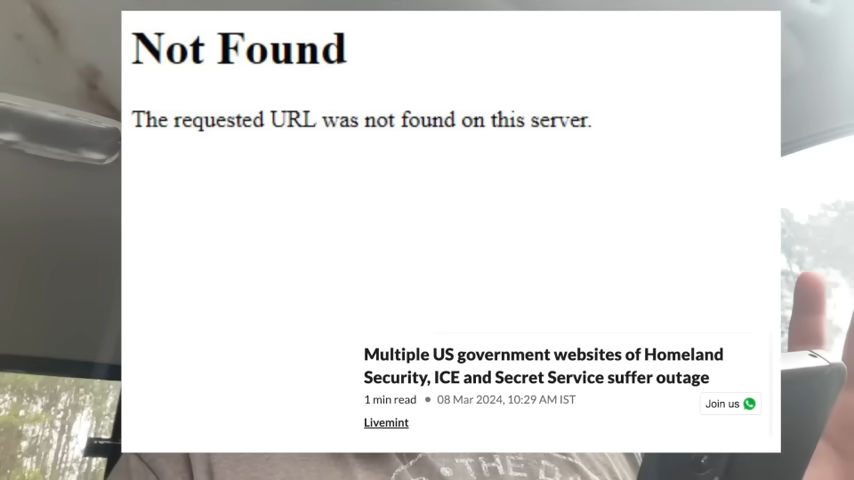 Not Found
The requested URL was not found on this server.
Multiple US government websites of Homeland
Security, ICE and Secret Service suffer outage
1 min read • 08 Mar 2024, 10:29 AM IST
Join us
Livemint
THE